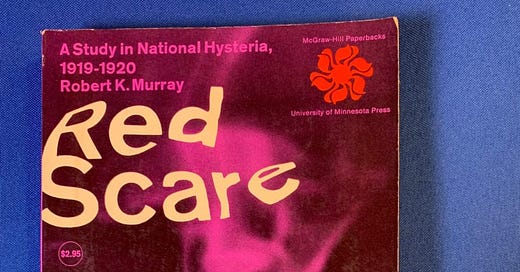 A Study in National Hysteria,
1919-1920
Robert K. Murray
McGraw-Hill Paperbacks
University of Minnesota Press
Red
Scare
$2.95